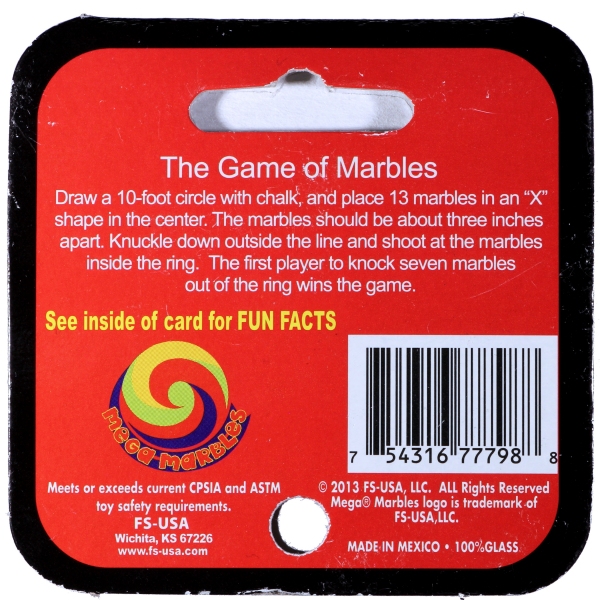 The Game of Marbles
Draw a 10-foot circle with chalk, and place 13 marbles in an “X”
shape in the center. The marbles should be about three inches
apart. Knuckle down outside the line and shoot at the marbles
inside the ring. The first player to knock seven marbles
out of the ring wins the game.
See inside of card for FUN FACTS
MEGA MARBLES
7 54316 77798 8
Meets or exceeds current CPSIA and ASTM
toy safety requirements.
FS-USA
Wichita, KS 67226
www.fs-usa.com
© 2013 FS-USA, LLC. ALL Rights Reserved
Mega® Marbles logo is trademark of
FS-USA,LLC.
MADE IN MEXICO • 100%GLASS